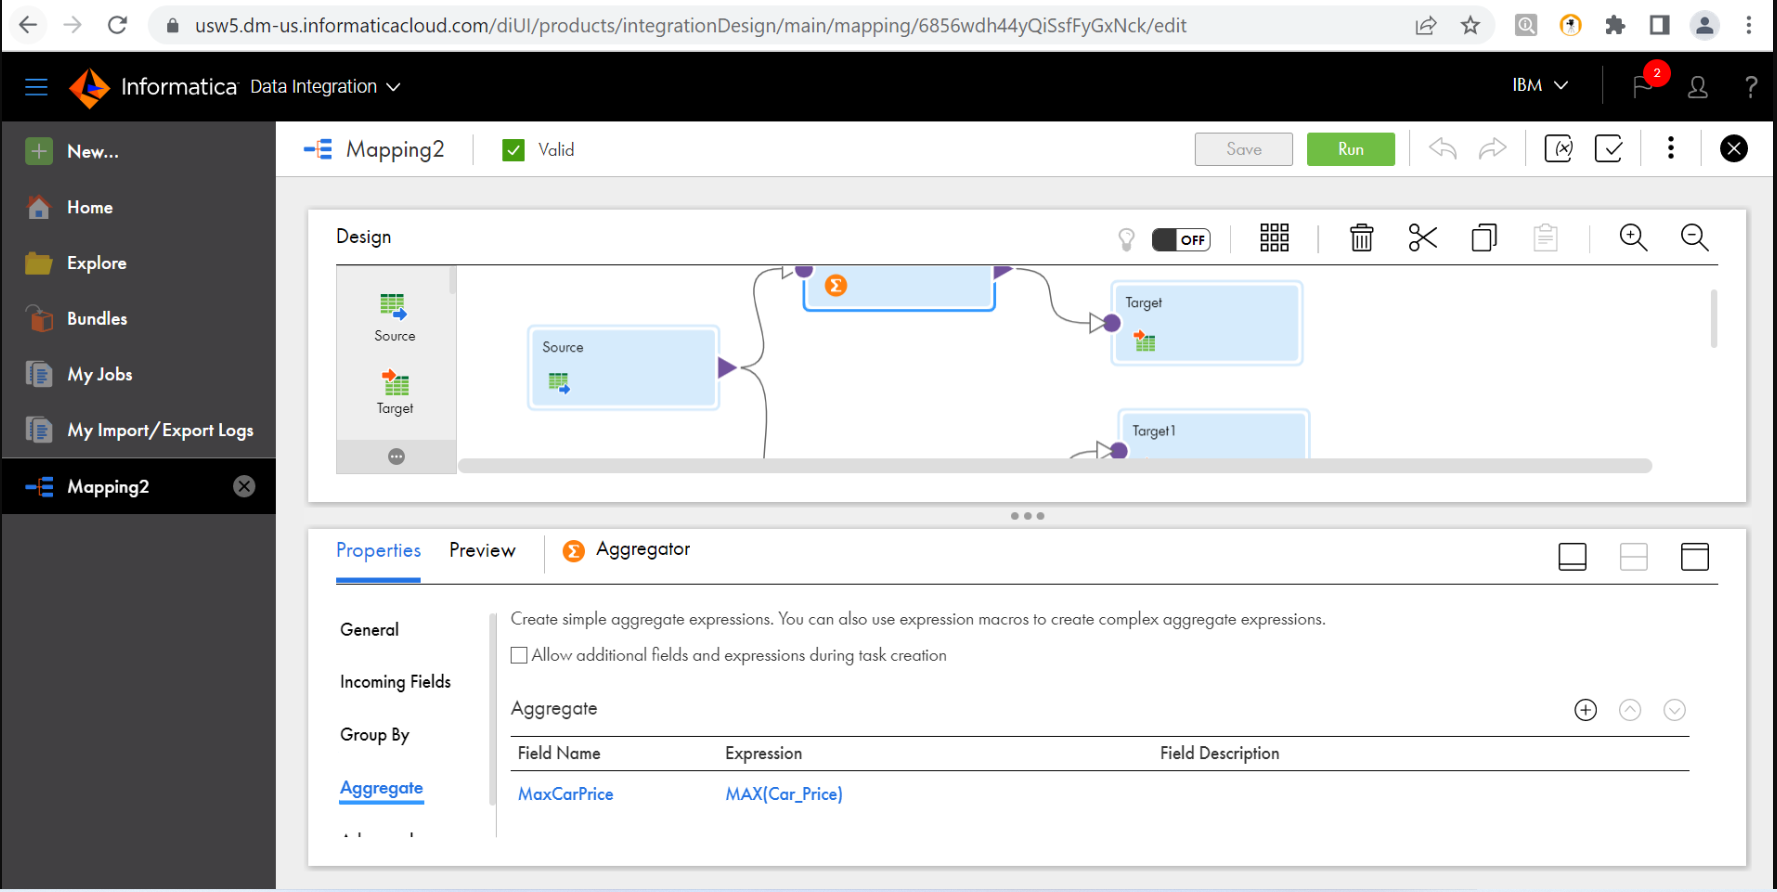 usw5.dm-us.informaticacloud.com/diUI/products/integrationDesign/main/mapping/6856wdh44yQiSsfFyGxNck/edit
Informatica Data Integration
IBM
2
?
New...
Home
Explore
Bundles
My Jobs
My Import/Export Logs
Mapping2
Mapping2
Valid
Save
Run
(x)
Design
OFF
Source
Target
Σ
Source
Target
Target1
Properties
Preview
Σ Aggregator
General
Incoming Fields
Group By
Aggregate
Create simple aggregate expressions. You can also use expression macros to create complex aggregate expressions.
Allow additional fields and expressions during task creation
Aggregate
Field Name Expression Field Description
MaxCarPrice MAX(Car_Price)